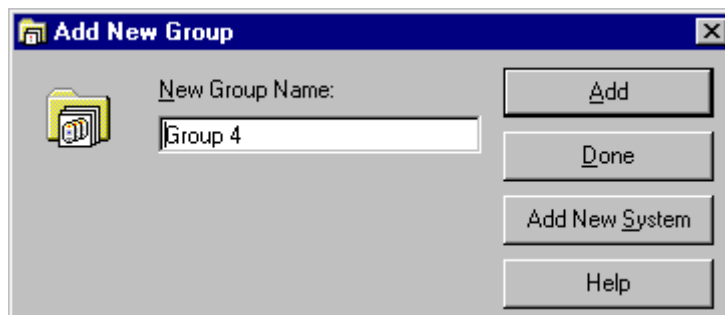 Add New Group
New Group Name:
Group 4
Add
Done
Add New System
Help